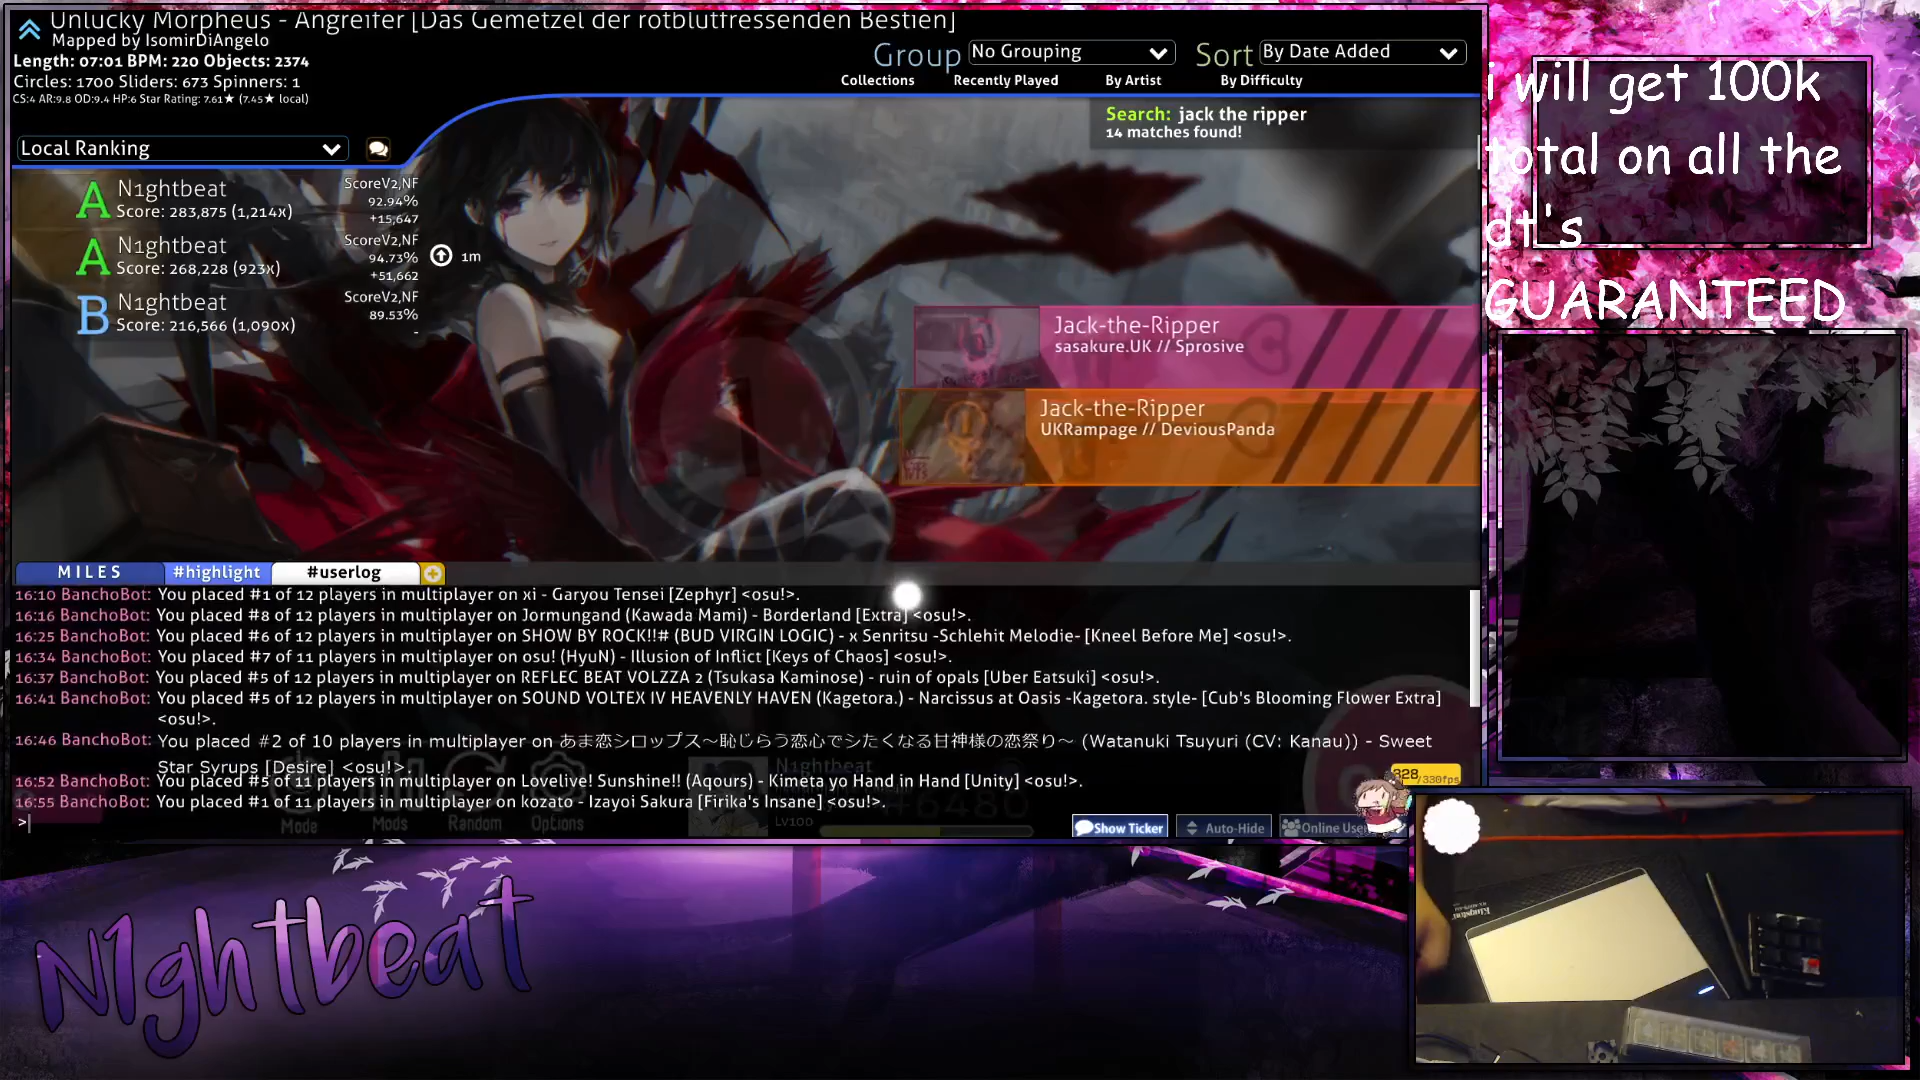 Unlucky Morpheus - Angreifer [Das Gemetzel der rotblutfressenden Bestien]
Mapped by IsomirDiAngelo
Length: 07:01 BPM: 220 Objects: 2374
Circles: 1700 Sliders: 673 Spinners: 1
CS:4 AR:9.8 OD:9.4 HP:6 Star Rating: 7.61★ (7.45★ local)
Group No Grouping
Sort By Date Added
Collections
Recently Played
By Artist
By Difficulty
Search: jack the ripper
14 matches found!
Local Ranking
A N1ghtbeat
Score: 283,875 (1,214x)
ScoreV2,NF
92.94%
+15,647
A N1ghtbeat
Score: 268,228 (923x)
ScoreV2,NF
94.73%
+51,662
1m
B N1ghtbeat
Score: 216,566 (1,090x)
ScoreV2,NF
89.53%
-
Jack-the-Ripper
sasakure.UK // Sprosive
Jack-the-Ripper
UKRampage // DeviousPanda
i will get 100k
total on all the
dt's
GUARANTEED
MILES
#highlight
#userlog
16:10 BanchoBot: You placed #1 of 12 players in multiplayer on xi - Garyou Tensei [Zephyr] <osu!>.
16:16 BanchoBot: You placed #8 of 12 players in multiplayer on Jormungand (Kawada Mami) - Borderland [Extra] <osu!>.
16:25 BanchoBot: You placed #6 of 12 players in multiplayer on SHOW BY ROCK!!# (BUD VIRGIN LOGIC) - x Senritsu -Schlehit Melodie- [Kneel Before Me] <osu!>.
16:34 BanchoBot: You placed #7 of 11 players in multiplayer on osu! (HyuN) - Illusion of Inflict [Keys of Chaos] <osu!>.
16:37 BanchoBot: You placed #5 of 12 players in multiplayer on REFLEC BEAT VOLZZA 2 (Tsukasa Kaminose) - ruin of opals [Uber Eatsuki] <osu!>.
16:41 BanchoBot: You placed #5 of 12 players in multiplayer on SOUND VOLTEX IV HEAVENLY HAVEN (Kagetora.) - Narcissus at Oasis -Kagetora. style- [Cub's Blooming Flower Extra]
<osu!>.
16:46 BanchoBot: You placed #2 of 10 players in multiplayer on あま恋シロップス～恥じらう恋心でシたくなる甘神様の恋祭り～ (Watanuki Tsuyuri (CV: Kanau)) - Sweet
Star Syrups [Desire] <osu!>.
16:52 BanchoBot: You placed #5 of 11 players in multiplayer on Lovelive! Sunshine!! (Aqours) - Kimeta yo Hand in Hand [Unity] <osu!>.
16:55 BanchoBot: You placed #1 of 11 players in multiplayer on kozato - Izayoi Sakura [Firika's Insane] <osu!>.
>
N1ghtbeat
#6480
Lv100
Mode
Mods
Random
Options
328 /330fps
Show Ticker
Auto-Hide
Online
N1ghtbeat
Kingston